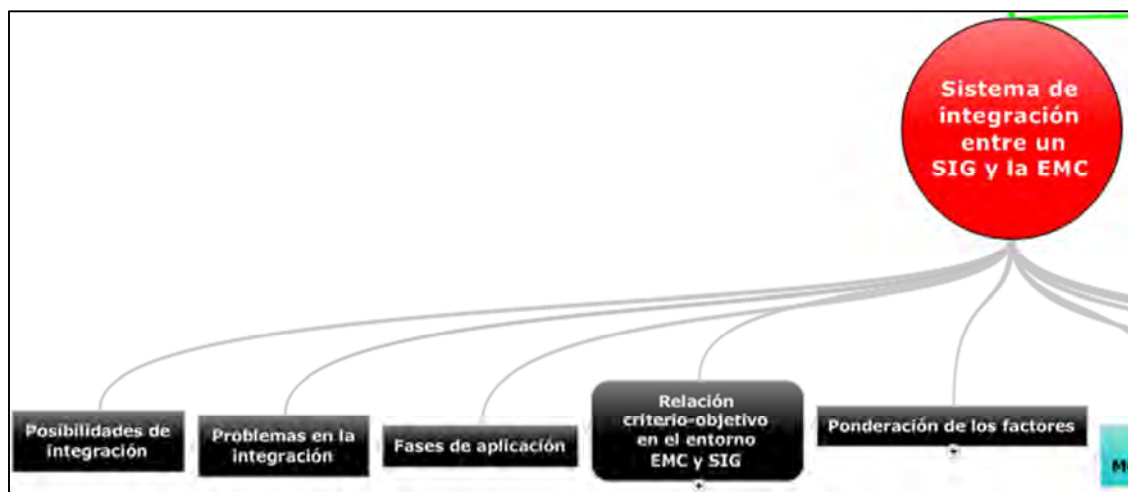 Sistema de
integración
entre un
SIG y la EMC
Posibilidades de
integración
Problemas en la
integración
Fases de aplicación
Relación
criterio-objetivo
en el entorno
EMC y SIG
Ponderación de los factores